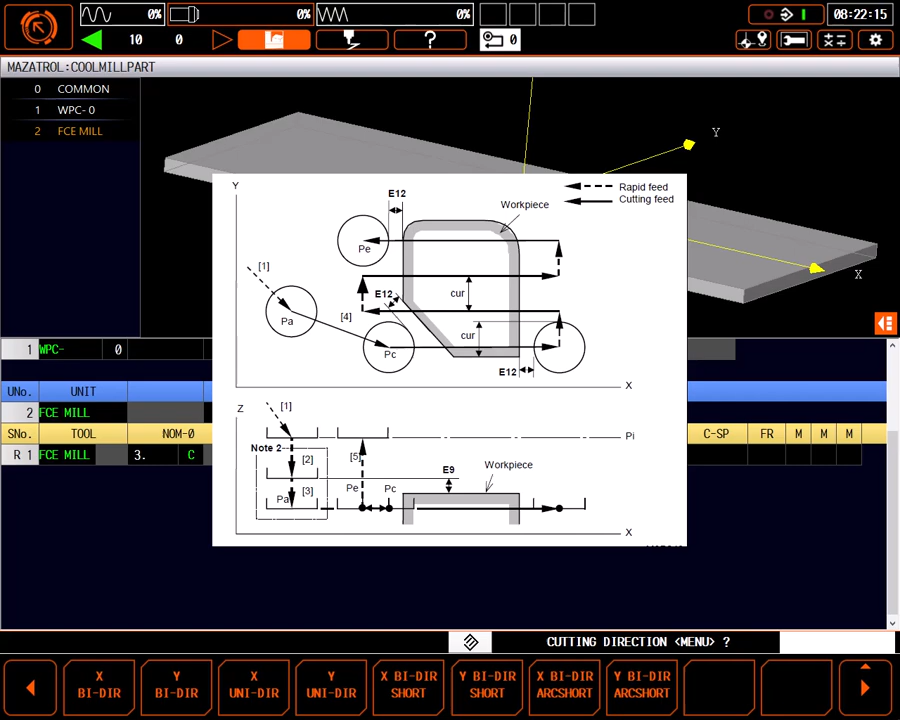 0% 0% 0% 08:22:15
10 0 ? 0
MAZATROL:COOLMILLPART
0 COMMON
1 WPC- 0
2 FCE MILL
Y
X
Y
E12
Rapid feed
Cutting feed
Workpiece
Pe
[1]
E12
cur
Pa
[4]
cur
Pc
E12
X
1 WPC- 0
UNo. UNIT
2 FCE MILL
SNo. TOOL NOM-0 C-SP FR M M M
R 1 FCE MILL 3. C
Z
[1]
Pi
Note 2
[2]
[5]
E9
Workpiece
[3]
Pe
Pc
Pa
X
CUTTING DIRECTION <MENU> ?
X BI-DIR
Y BI-DIR
X UNI-DIR
Y UNI-DIR
X BI-DIR SHORT
Y BI-DIR SHORT
X BI-DIR ARCSHORT
Y BI-DIR ARCSHORT